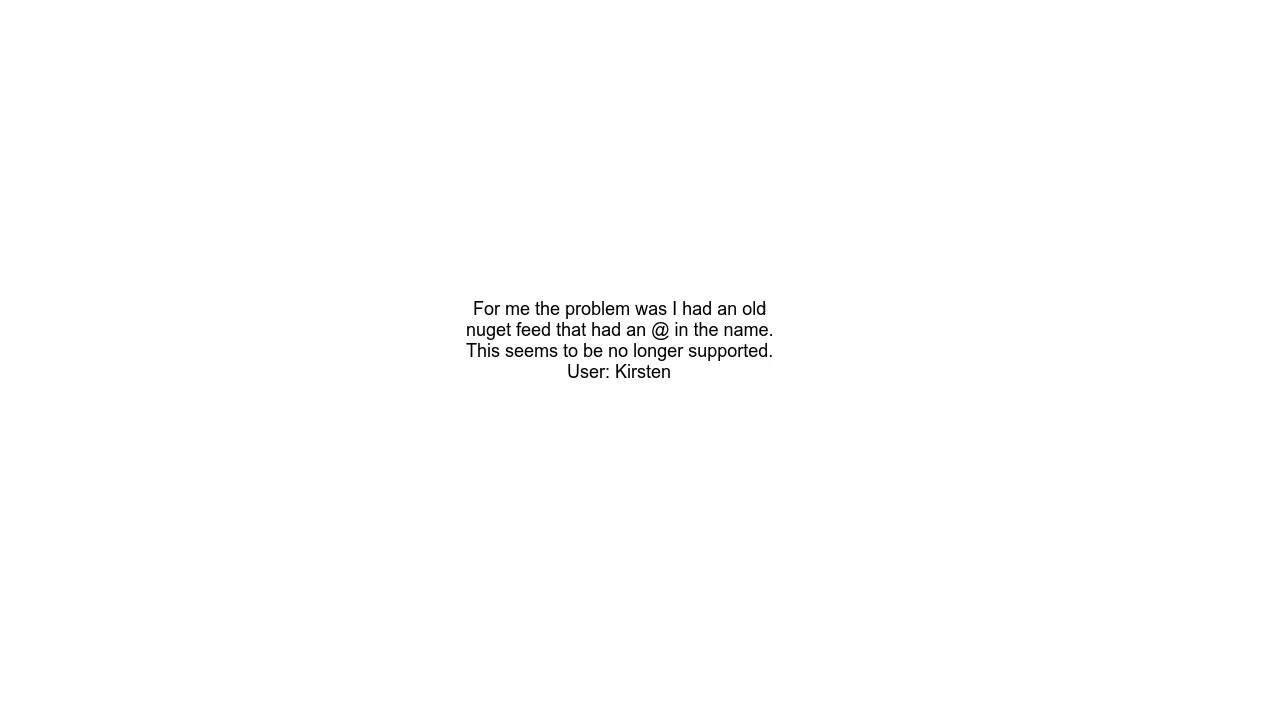 For me the problem was I had an old
nuget feed that had an @ in the name.
This seems to be no longer supported.
User: Kirsten